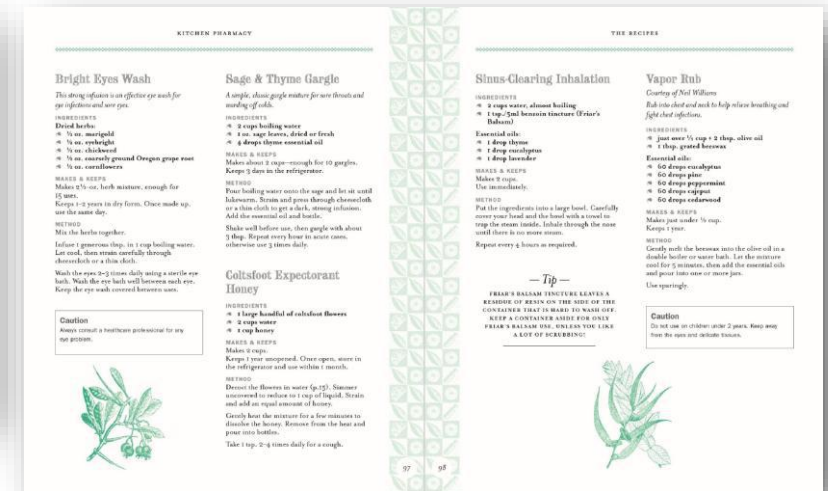 KITCHEN PHARMACY
Bright Eyes Wash
This strong infusion is an effective eye wash for
eye infections and sore eyes.
INGREDIENTS
Dried herbs:
½ oz. marigold
¾ oz. eyebright
½ oz. chickweed
½ oz. coarsely ground Oregon grape root
½ oz. cornflowers
MAKES & KEEPS
Makes 2½-oz. herb mixture, enough for
15 uses.
Keeps 1–2 years in dry form. Once made up,
use the same day.
METHOD
Mix the herbs together.
Infuse 1 generous tbsp. in 1 cup boiling water.
Let cool, then strain carefully through
cheesecloth or a thin cloth.
Wash the eyes 2–3 times daily using a sterile eye
bath. Wash the eye bath well between each eye.
Keep the eye wash covered between uses.
Caution
Always consult a healthcare professional for any
eye problem.
Sage & Thyme Gargle
A simple, classic gargle mixture for sore throats and
warding off colds.
INGREDIENTS
2 cups boiling water
1 oz. sage leaves, dried or fresh
4 drops thyme essential oil
MAKES & KEEPS
Makes about 2 cups—enough for 10 gargles.
Keeps 3 days in the refrigerator.
METHOD
Pour boiling water onto the sage and let sit until
lukewarm. Strain and press through cheesecloth
or a thin cloth to get a dark, strong infusion.
Add the essential oil and bottle.
Shake well before use, then gargle with about
3 tbsp. Repeat every hour in acute cases,
otherwise use 3 times daily.
Coltsfoot Expectorant
Honey
INGREDIENTS
1 large handful of coltsfoot flowers
2 cups water
1 cup honey
MAKES & KEEPS
Makes 2 cups.
Keeps 1 year unopened. Once open, store in
the refrigerator and use within 1 month.
METHOD
Decoct the flowers in water (p.23). Simmer
uncovered to reduce to 1 cup of liquid. Strain
and add an equal amount of honey.
Gently heat the mixture for a few minutes to
dissolve the honey. Remove from the heat and
pour into bottles.
Take 1 tsp. 2–4 times daily for a cough.
97
THE RECIPES
Sinus-Clearing Inhalation
INGREDIENTS
2 cups water, almost boiling
1 tsp./5ml benzoin tincture (Friar's
Balsam)
Essential oils:
1 drop thyme
1 drop eucalyptus
1 drop lavender
MAKES & KEEPS
Makes 2 cups.
Use immediately.
METHOD
Put the ingredients into a large bowl. Carefully
cover your head and the bowl with a towel to
trap the steam inside. Inhale through the nose
until there is no more steam.
Repeat every 4 hours as required.
— Tip —
FRIAR'S BALSAM TINCTURE LEAVES A
RESIDUE OF RESIN ON THE SIDE OF THE
CONTAINER THAT IS HARD TO WASH OFF.
KEEP A CONTAINER ASIDE FOR ONLY
FRIAR'S BALSAM USE, UNLESS YOU LIKE
A LOT OF SCRUBBING!
Vapor Rub
Courtesy of Neil Williams
Rub into chest and neck to help relieve breathing and
fight chest infections.
INGREDIENTS
just over ⅓ cup + 2 tbsp. olive oil
1 tbsp. grated beeswax
Essential oils:
60 drops eucalyptus
60 drops pine
60 drops peppermint
60 drops cajeput
60 drops cedarwood
MAKES & KEEPS
Makes just under ½ cup.
Keeps 1 year.
METHOD
Gently melt the beeswax into the olive oil in a
double boiler or water bath. Let the mixture
cool for 5 minutes, then add the essential oils
and pour into one or more jars.
Use sparingly.
Caution
Do not use on children under 2 years. Keep away
from the eyes and delicate tissues.
98